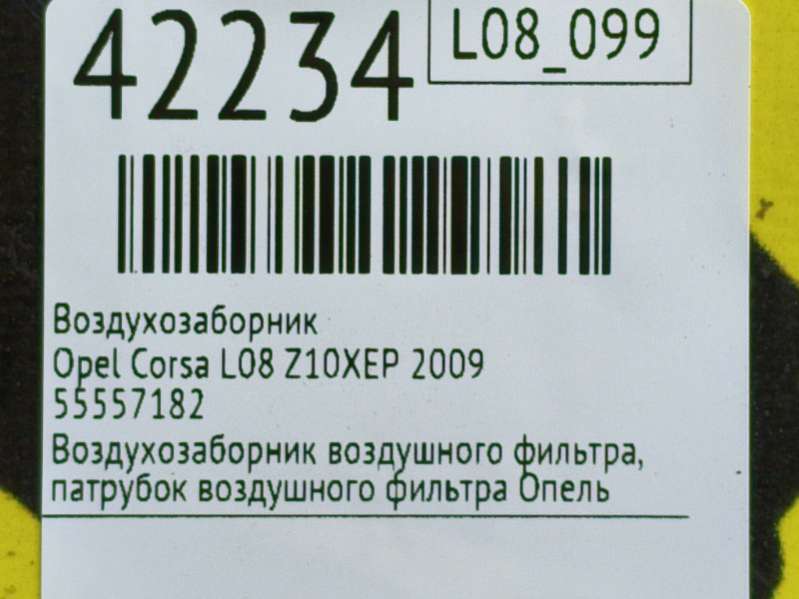 42234
L08_099
Воздухозаборник
Opel Corsa L08 Z10XEP 2009
55557182
Воздухозаборник воздушного фильтра,
патрубок воздушного фильтра Опель